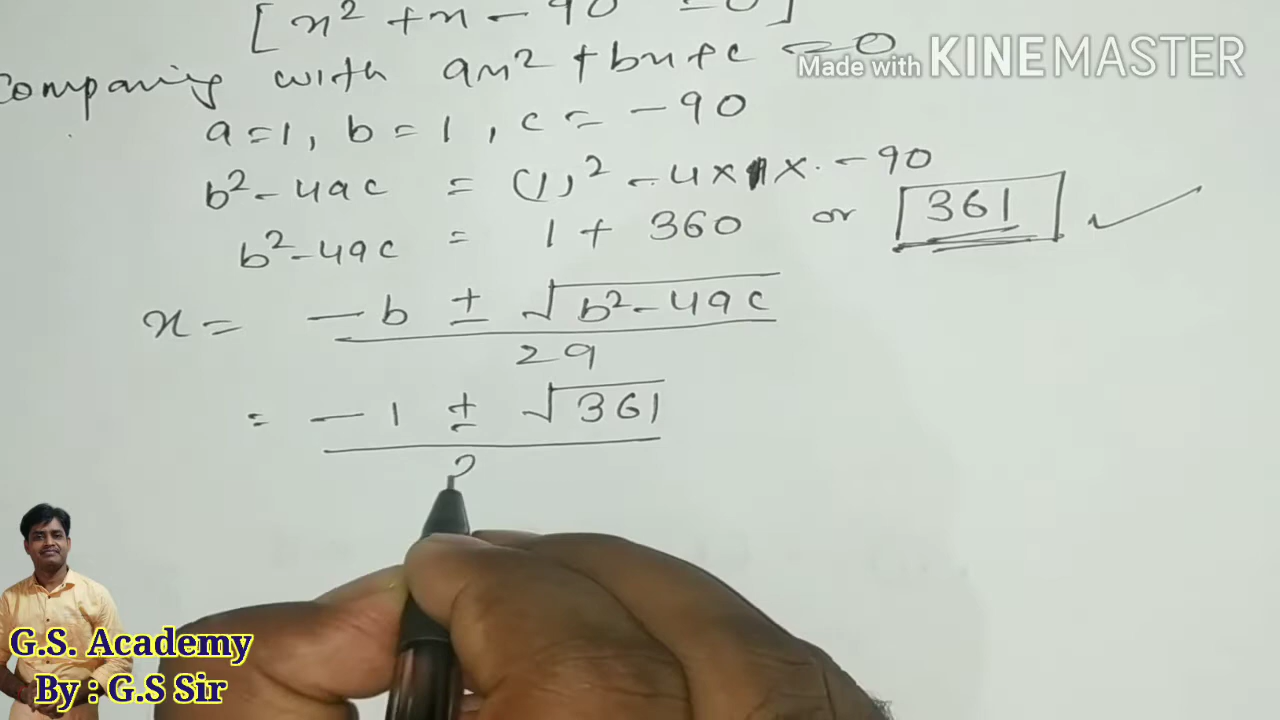 [x² + x - 90 = 0]
Comparing with ax² + bx + c = 0
Made with KINEMASTER
a = 1, b = 1, c = - 90
b² - 4ac = (1)² - 4 × 1 × - 90
b² - 4ac = 1 + 360 or 361
x = - b ± √b² - 4ac
2a
= - 1 ± √361
2
G.S. Academy
By : G.S Sir